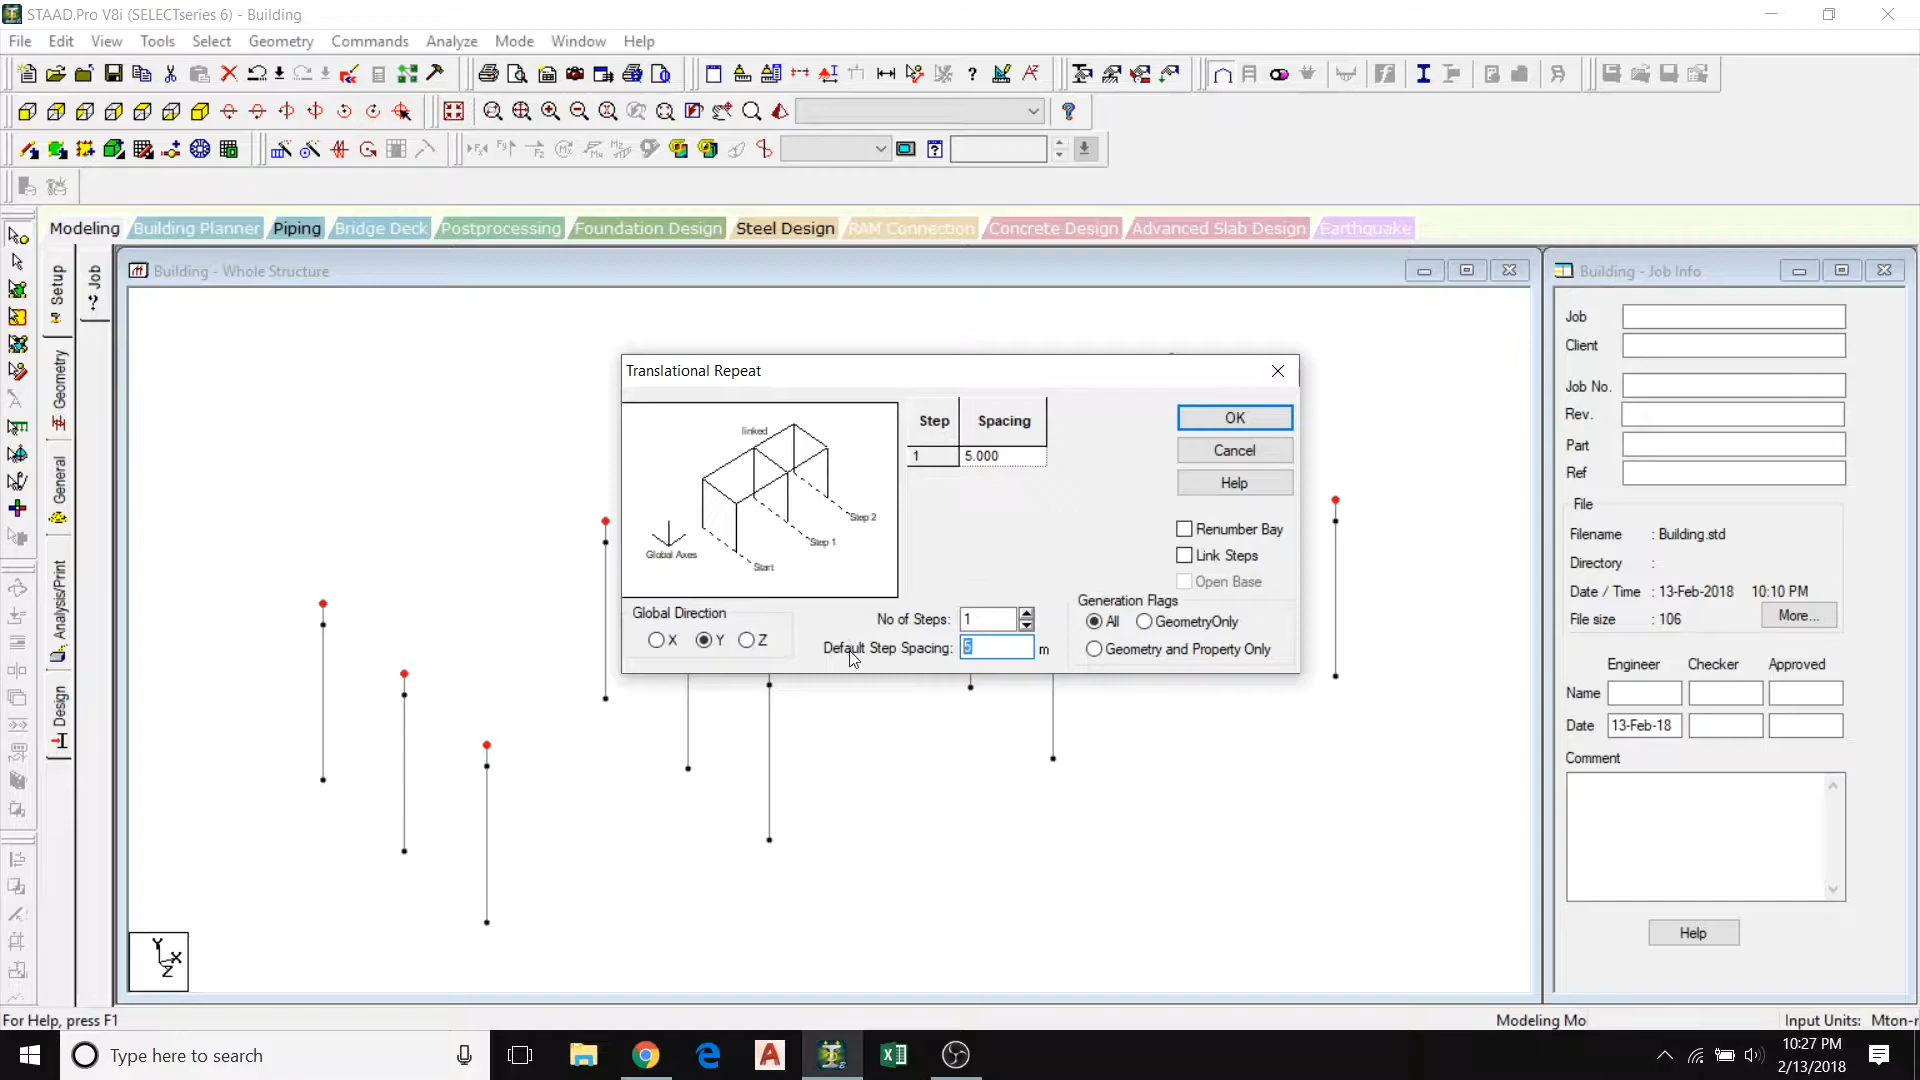 STAAD.Pro V8i (SELECTseries 6) - Building
File Edit View Tools Select Geometry Commands Analyze Mode Window Help
Modeling Building Planner Piping Bridge Deck Postprocessing Foundation Design Steel Design RAM Connection Concrete Design Advanced Slab Design Earthquake
Setup
Geometry
General
Analysis/Print
Design
Job
Building - Whole Structure
Translational Repeat
linked
Step 2
Step 1
Start
Global Axes
Step Spacing
1 5.000
OK
Cancel
Help
Renumber Bay
Link Steps
Open Base
Global Direction
X Y Z
No of Steps: 1
Default Step Spacing: 5 m
Generation Flags
All GeometryOnly
Geometry and Property Only
Y
X
Z
Building - Job Info
Job
Client
Job No.
Rev.
Part
Ref
File
Filename : Building.std
Directory :
Date / Time : 13-Feb-2018 10:10 PM
File size : 106 More...
Engineer Checker Approved
Name
Date 13-Feb-18
Comment
Help
For Help, press F1
Modeling Mo
Input Units: Mton-r
Type here to search
10:27 PM
2/13/2018